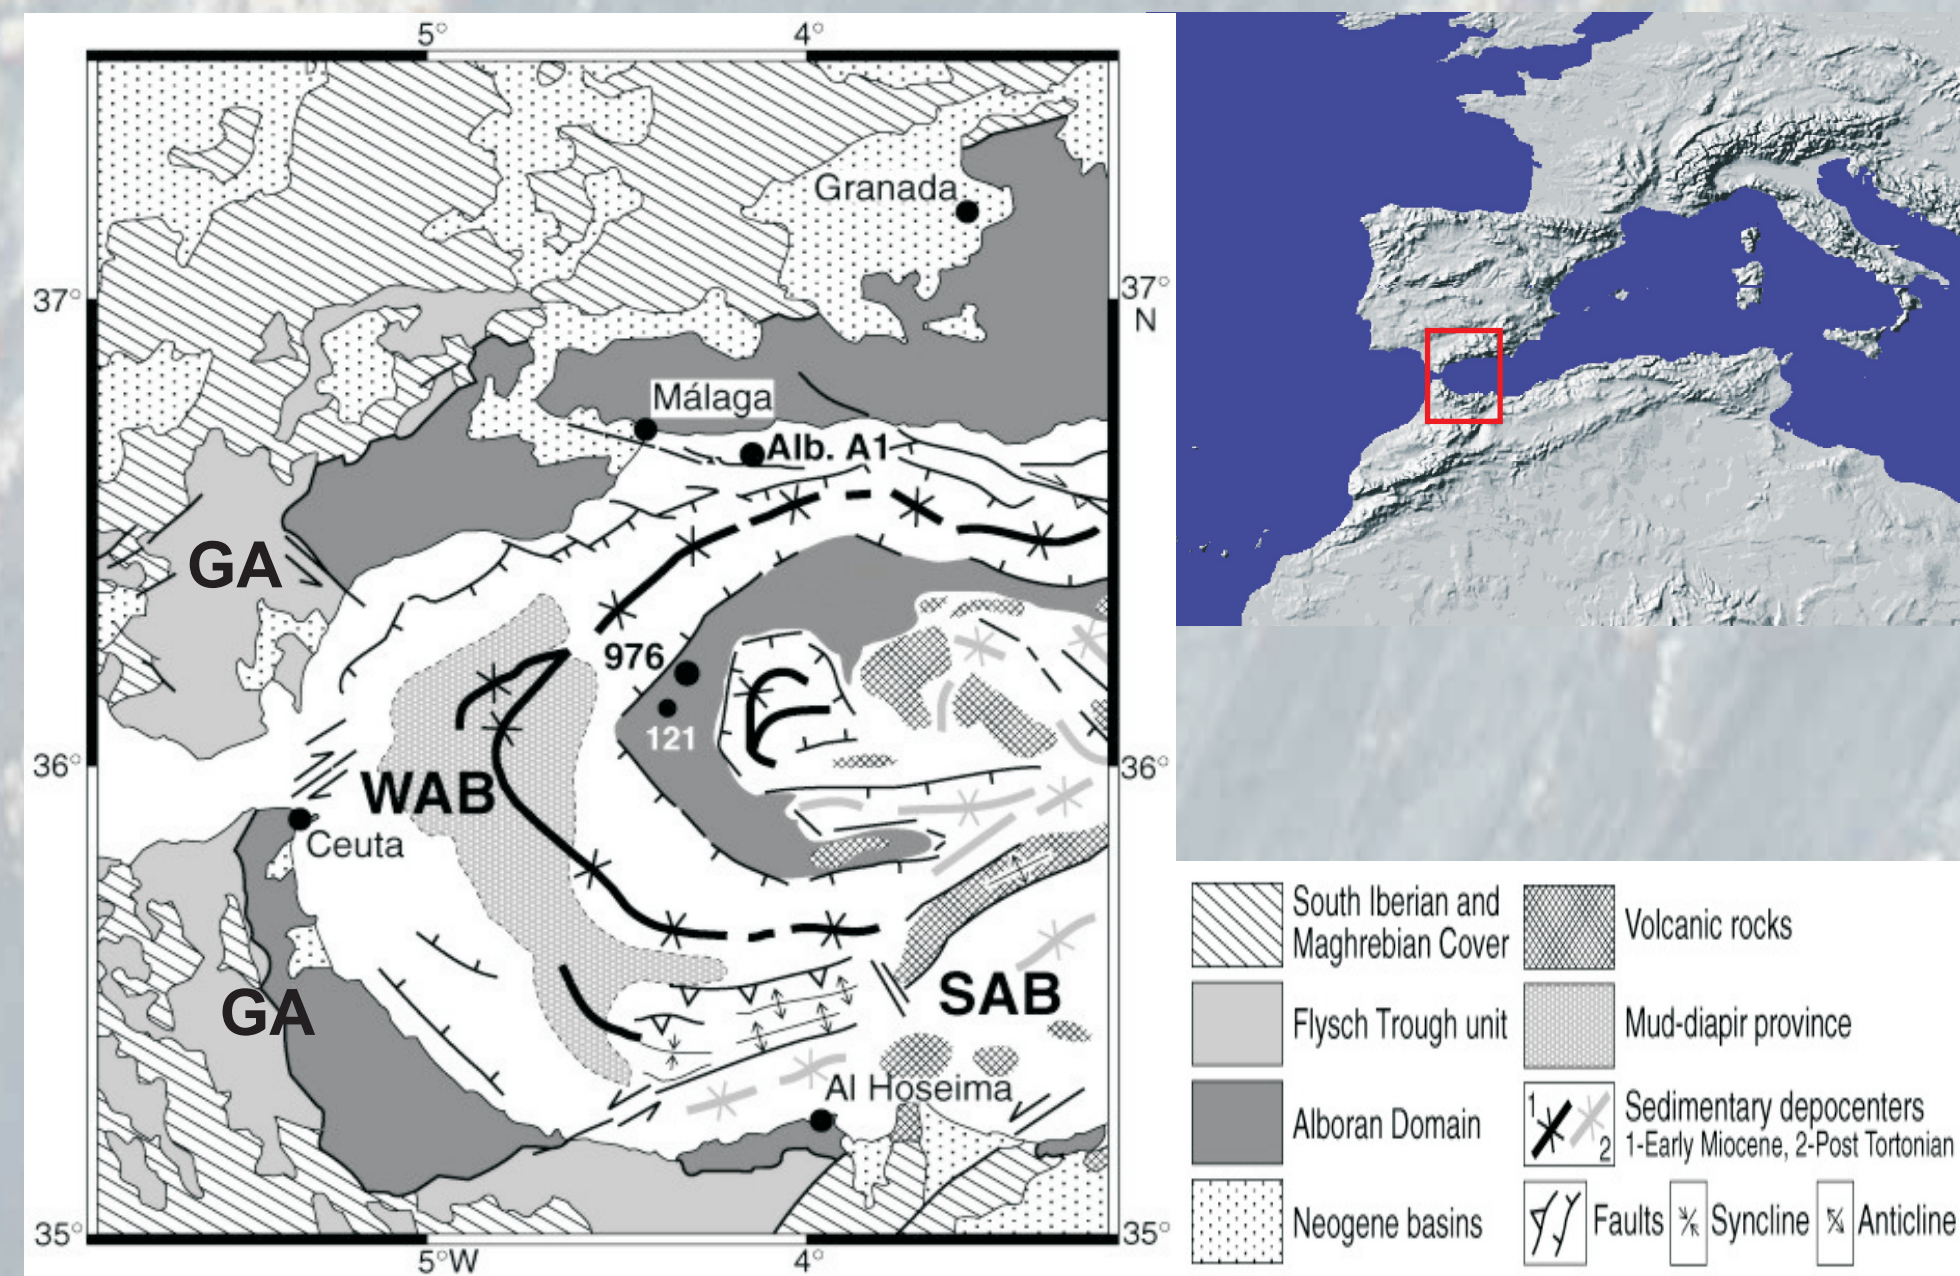 5°
4°
Granada
37°
37°
N
Málaga
Alb. A1
GA
976
121
36°
WAB
36°
Ceuta
SAB
GA
Al Hoseima
35°
35°
5°W
4°
South Iberian and
Maghrebian Cover
Volcanic rocks
Flysch Trough unit
Mud-diapir province
Alboran Domain
1
2
Sedimentary depocenters
1-Early Miocene, 2-Post Tortonian
Neogene basins
Faults
Syncline
Anticline